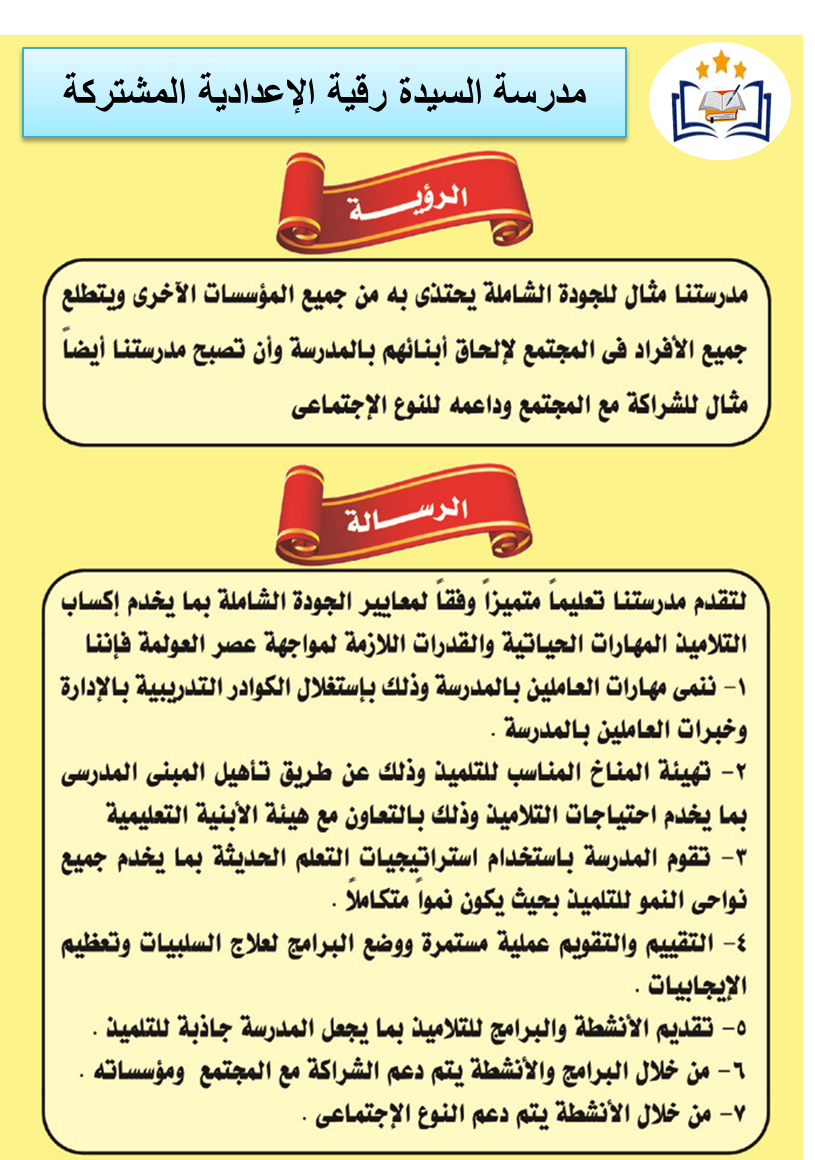 مدرسة السيدة رقية الإعدادية المشتركة
الرؤيـــــة
مدرستنا مثال للجودة الشاملة يحتذى به من جميع المؤسسات الآخرى ويتطلع
جميع الأفراد فى المجتمع لإلحاق أبنائهم بالمدرسة وأن تصبح مدرستنا أيضاً
مثال للشراكة مع المجتمع وداعمه للنوع الإجتماعى
الرســـالة
لتقدم مدرستنا تعليماً متميزاً وفقاً لمعايير الجودة الشاملة بما يخدم إكساب
التلاميذ المهارات الحياتية والقدرات اللازمة لمواجهة عصر العولمة فإننا
١- ننمى مهارات العاملين بالمدرسة وذلك بإستغلال الكوادر التدريبية بالإدارة
وخبرات العاملين بالمدرسة .
٢- تهيئة المناخ المناسب للتلميذ وذلك عن طريق تأهيل المبنى المدرسى
بما يخدم احتياجات التلاميذ وذلك بالتعاون مع هيئة الأبنية التعليمية
٣- تقوم المدرسة باستخدام استراتيجيات التعلم الحديثة بما يخدم جميع
نواحى النمو للتلميذ بحيث يكون نمواً متكاملاً .
٤- التقييم والتقويم عملية مستمرة ووضع البرامج لعلاج السلبيات وتعظيم
الإيجابيات .
٥- تقديم الأنشطة والبرامج للتلاميذ بما يجعل المدرسة جاذبة للتلميذ .
٦- من خلال البرامج والأنشطة يتم دعم الشراكة مع المجتمع ومؤسساته .
٧- من خلال الأنشطة يتم دعم النوع الإجتماعى .